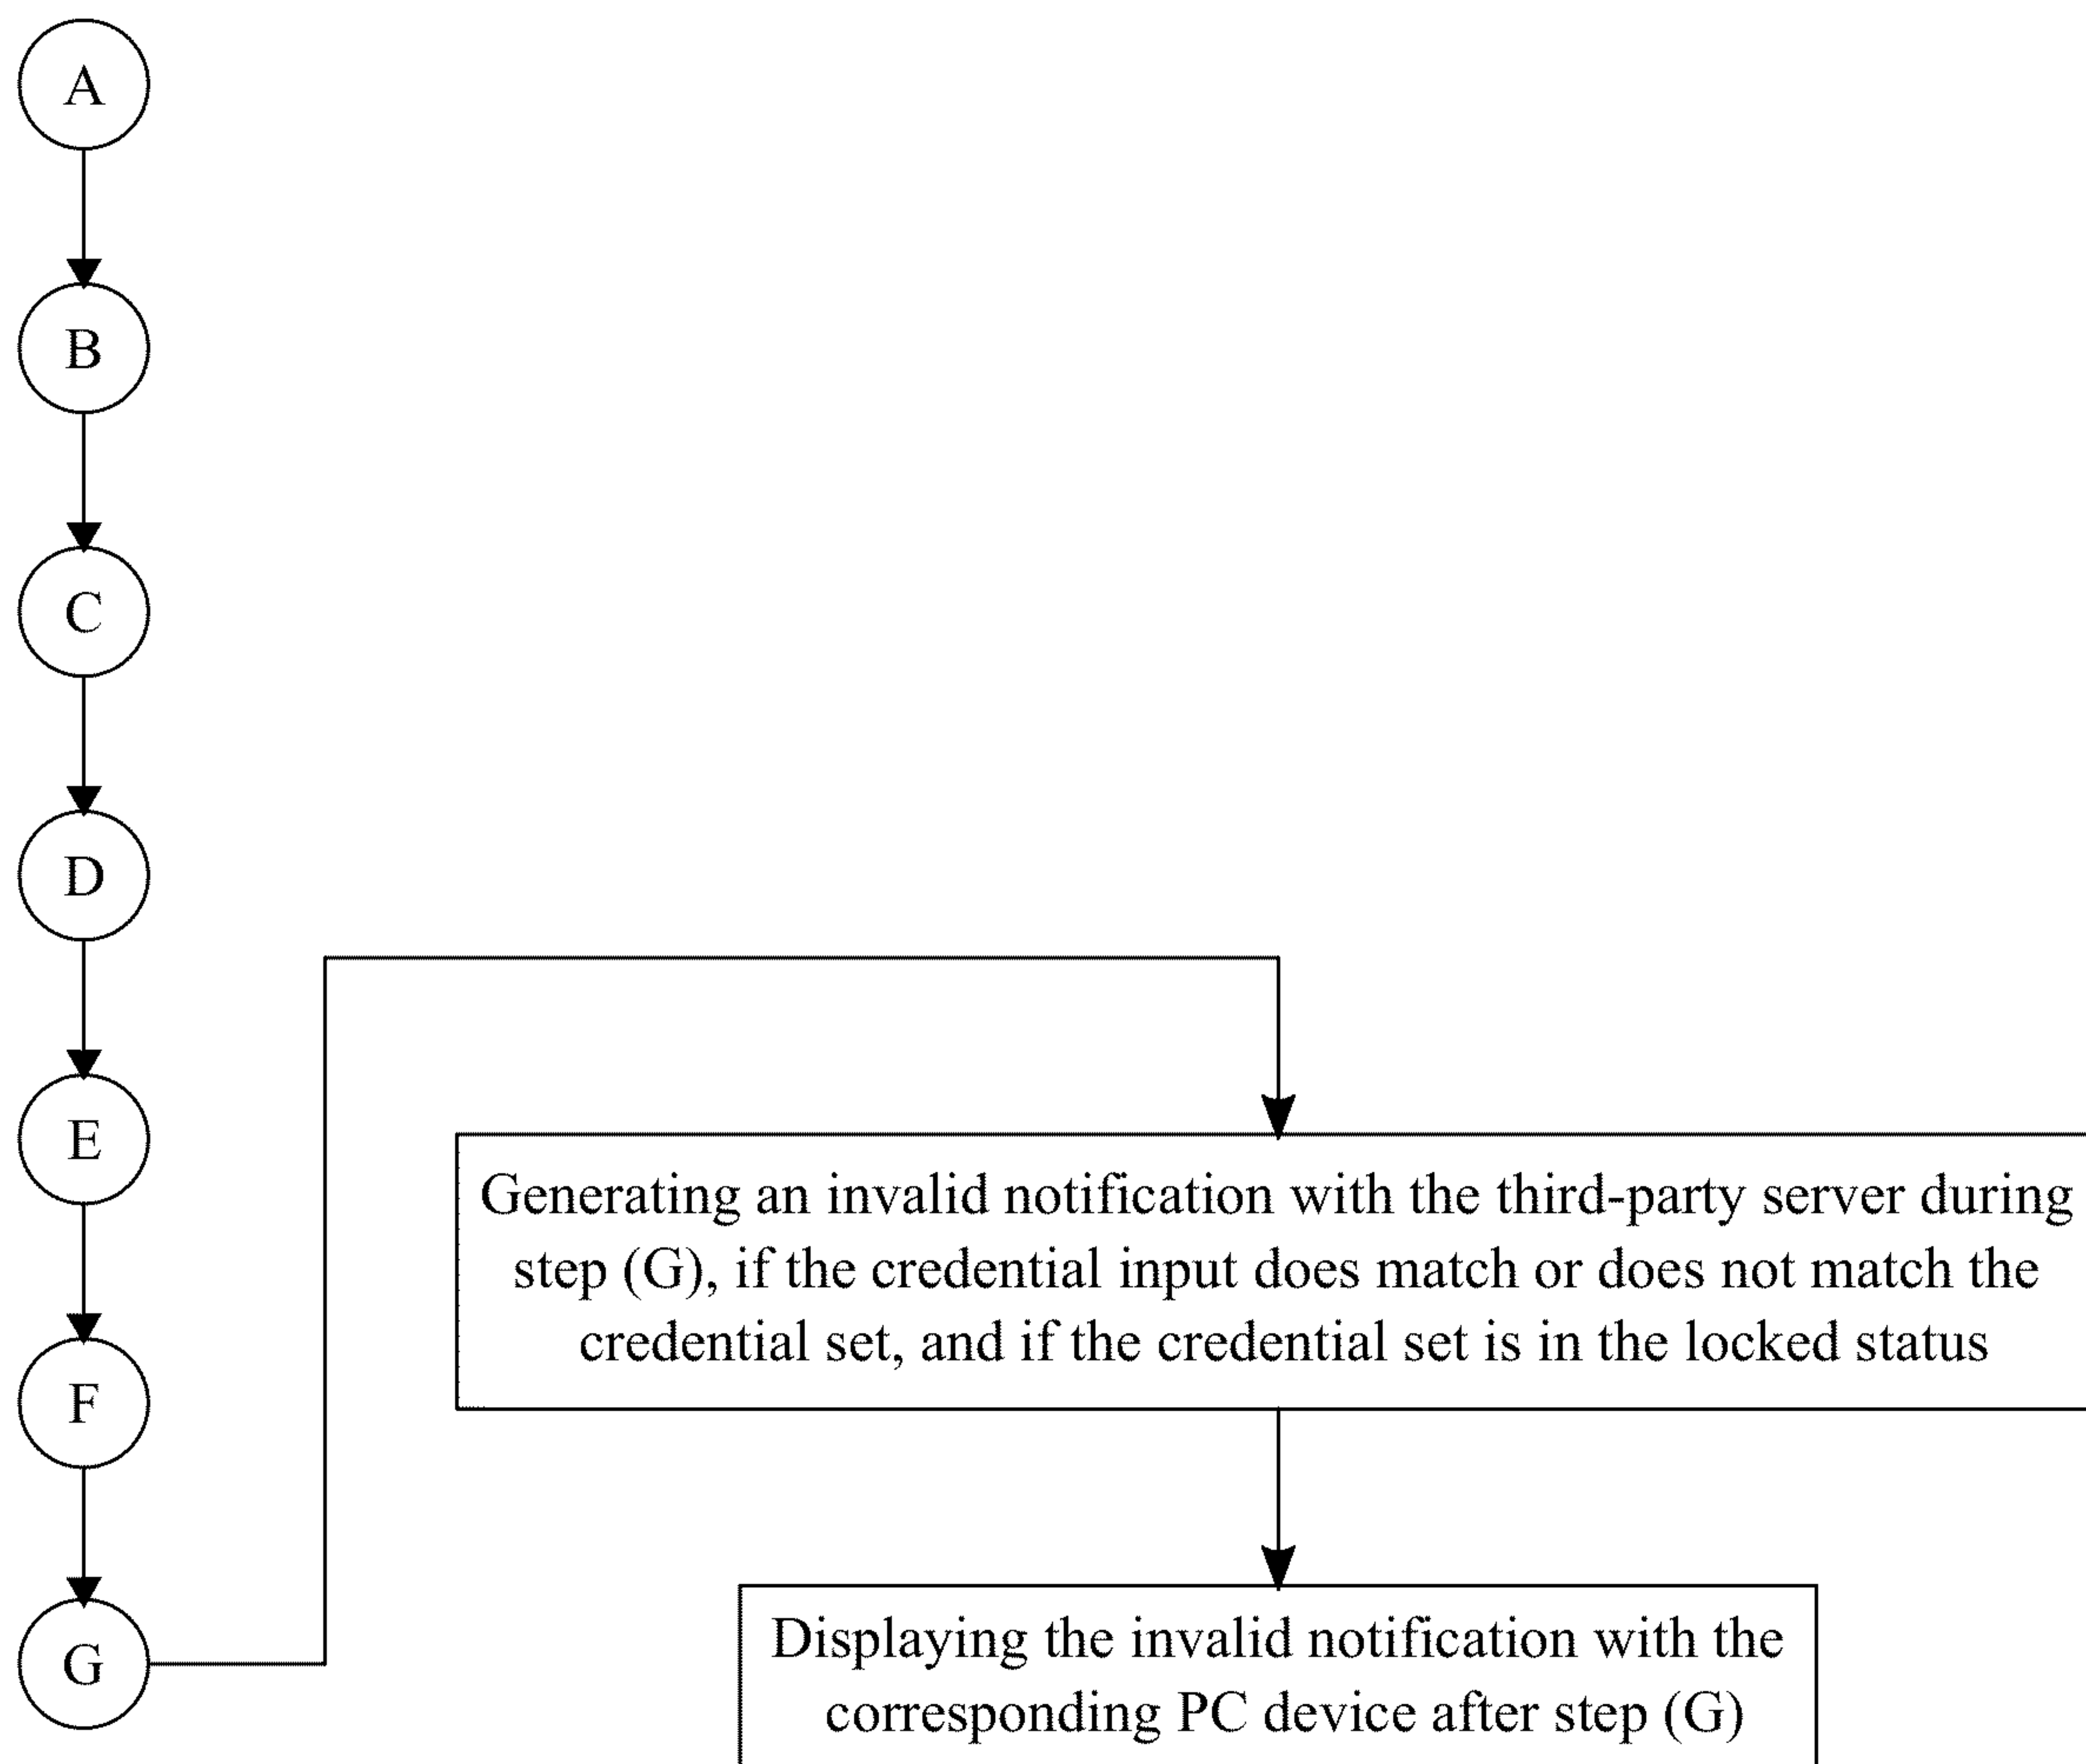 A
B
C
D
E
F
G
Generating an invalid notification with the third-party server during
step (G), if the credential input does match or does not match the
credential set, and if the credential set is in the locked status
Displaying the invalid notification with the
corresponding PC device after step (G)